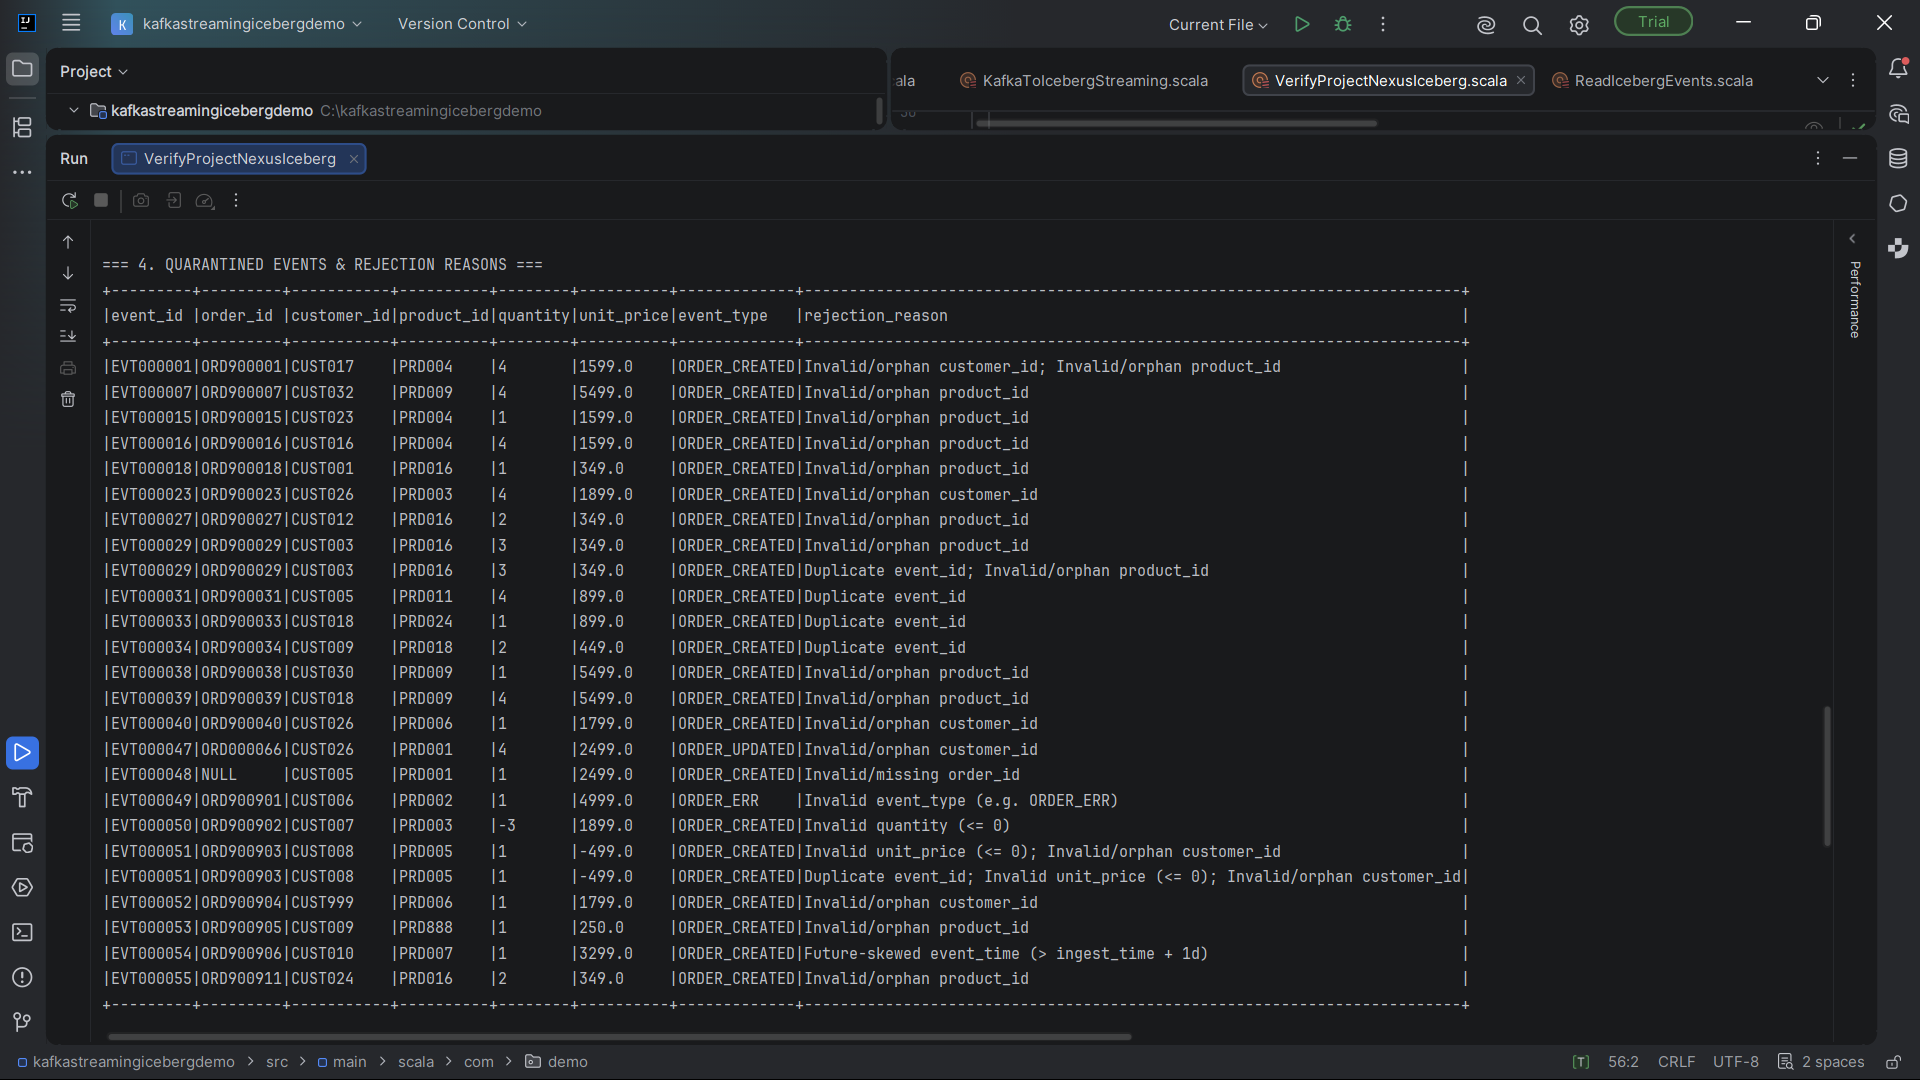 kafkastreamingicebergdemo Version Control Current File Trial
Project
ala KafkaToIcebergStreaming.scala VerifyProjectNexusIceberg.scala ReadIcebergEvents.scala
kafkastreamingicebergdemo C:\kafkastreamingicebergdemo
Run VerifyProjectNexusIceberg
Performance
=== 4. QUARANTINED EVENTS & REJECTION REASONS ===
+---------+---------+-----------+----------+--------+----------+-------------+-------------------------------------------------------------------------+
|event_id |order_id |customer_id|product_id|quantity|unit_price|event_type   |rejection_reason                                                         |
+---------+---------+-----------+----------+--------+----------+-------------+-------------------------------------------------------------------------+
|EVT000001|ORD900001|CUST017    |PRD004    |4       |1599.0    |ORDER_CREATED|Invalid/orphan customer_id; Invalid/orphan product_id                    |
|EVT000007|ORD900007|CUST032    |PRD009    |4       |5499.0    |ORDER_CREATED|Invalid/orphan product_id                                                |
|EVT000015|ORD900015|CUST023    |PRD004    |1       |1599.0    |ORDER_CREATED|Invalid/orphan product_id                                                |
|EVT000016|ORD900016|CUST016    |PRD004    |4       |1599.0    |ORDER_CREATED|Invalid/orphan product_id                                                |
|EVT000018|ORD900018|CUST001    |PRD016    |1       |349.0     |ORDER_CREATED|Invalid/orphan product_id                                                |
|EVT000023|ORD900023|CUST026    |PRD003    |4       |1899.0    |ORDER_CREATED|Invalid/orphan customer_id                                               |
|EVT000027|ORD900027|CUST012    |PRD016    |2       |349.0     |ORDER_CREATED|Invalid/orphan product_id                                                |
|EVT000029|ORD900029|CUST003    |PRD016    |3       |349.0     |ORDER_CREATED|Invalid/orphan product_id                                                |
|EVT000029|ORD900029|CUST003    |PRD016    |3       |349.0     |ORDER_CREATED|Duplicate event_id; Invalid/orphan product_id                            |
|EVT000031|ORD900031|CUST005    |PRD011    |4       |899.0     |ORDER_CREATED|Duplicate event_id                                                       |
|EVT000033|ORD900033|CUST018    |PRD024    |1       |899.0     |ORDER_CREATED|Duplicate event_id                                                       |
|EVT000034|ORD900034|CUST009    |PRD018    |2       |449.0     |ORDER_CREATED|Duplicate event_id                                                       |
|EVT000038|ORD900038|CUST030    |PRD009    |1       |5499.0    |ORDER_CREATED|Invalid/orphan product_id                                                |
|EVT000039|ORD900039|CUST018    |PRD009    |4       |5499.0    |ORDER_CREATED|Invalid/orphan product_id                                                |
|EVT000040|ORD900040|CUST026    |PRD006    |1       |1799.0    |ORDER_CREATED|Invalid/orphan customer_id                                               |
|EVT000047|ORD000066|CUST026    |PRD001    |4       |2499.0    |ORDER_UPDATED|Invalid/orphan customer_id                                               |
|EVT000048|NULL     |CUST005    |PRD001    |1       |2499.0    |ORDER_CREATED|Invalid/missing order_id                                                 |
|EVT000049|ORD900901|CUST006    |PRD002    |1       |4999.0    |ORDER_ERR    |Invalid event_type (e.g. ORDER_ERR)                                      |
|EVT000050|ORD900902|CUST007    |PRD003    |-3      |1899.0    |ORDER_CREATED|Invalid quantity (<= 0)                                                  |
|EVT000051|ORD900903|CUST008    |PRD005    |1       |-499.0    |ORDER_CREATED|Invalid unit_price (<= 0); Invalid/orphan customer_id                    |
|EVT000051|ORD900903|CUST008    |PRD005    |1       |-499.0    |ORDER_CREATED|Duplicate event_id; Invalid unit_price (<= 0); Invalid/orphan customer_id|
|EVT000052|ORD900904|CUST999    |PRD006    |1       |1799.0    |ORDER_CREATED|Invalid/orphan customer_id                                               |
|EVT000053|ORD900905|CUST009    |PRD888    |1       |250.0     |ORDER_CREATED|Invalid/orphan product_id                                                |
|EVT000054|ORD900906|CUST010    |PRD007    |1       |3299.0    |ORDER_CREATED|Future-skewed event_time (> ingest_time + 1d)                            |
|EVT000055|ORD900911|CUST024    |PRD016    |2       |349.0     |ORDER_CREATED|Invalid/orphan product_id                                                |
+---------+---------+-----------+----------+--------+----------+-------------+-------------------------------------------------------------------------+
kafkastreamingicebergdemo > src > main > scala > com > demo 56:2 CRLF UTF-8 2 spaces